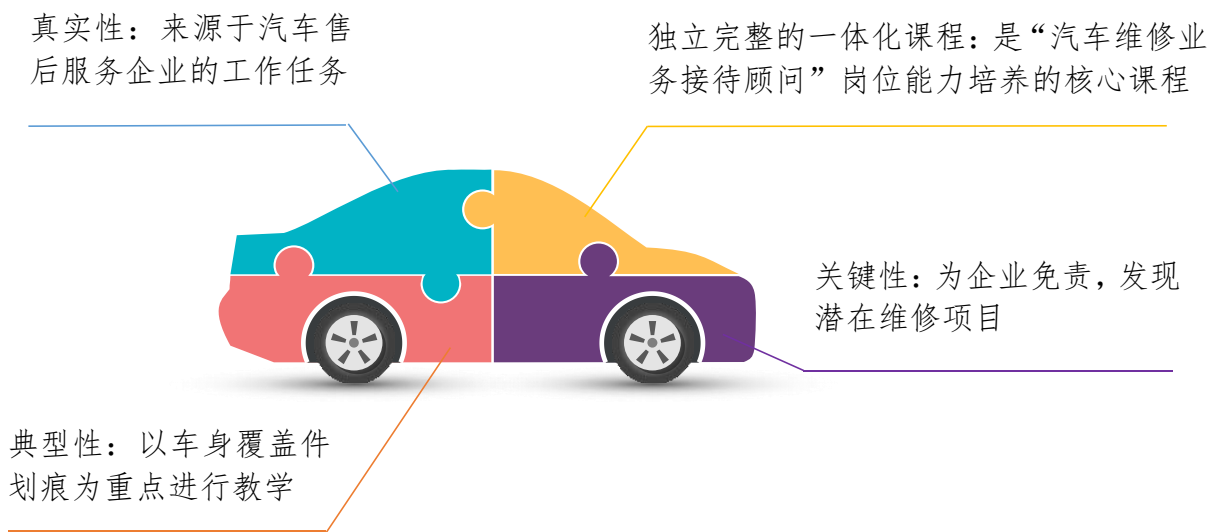 真实性：来源于汽车售
后服务企业的工作任务
独立完整的一体化课程：是“汽车维修业
务接待顾问”岗位能力培养的核心课程
关键性：为企业免责，发现
潜在维修项目
典型性：以车身覆盖件
划痕为重点进行教学